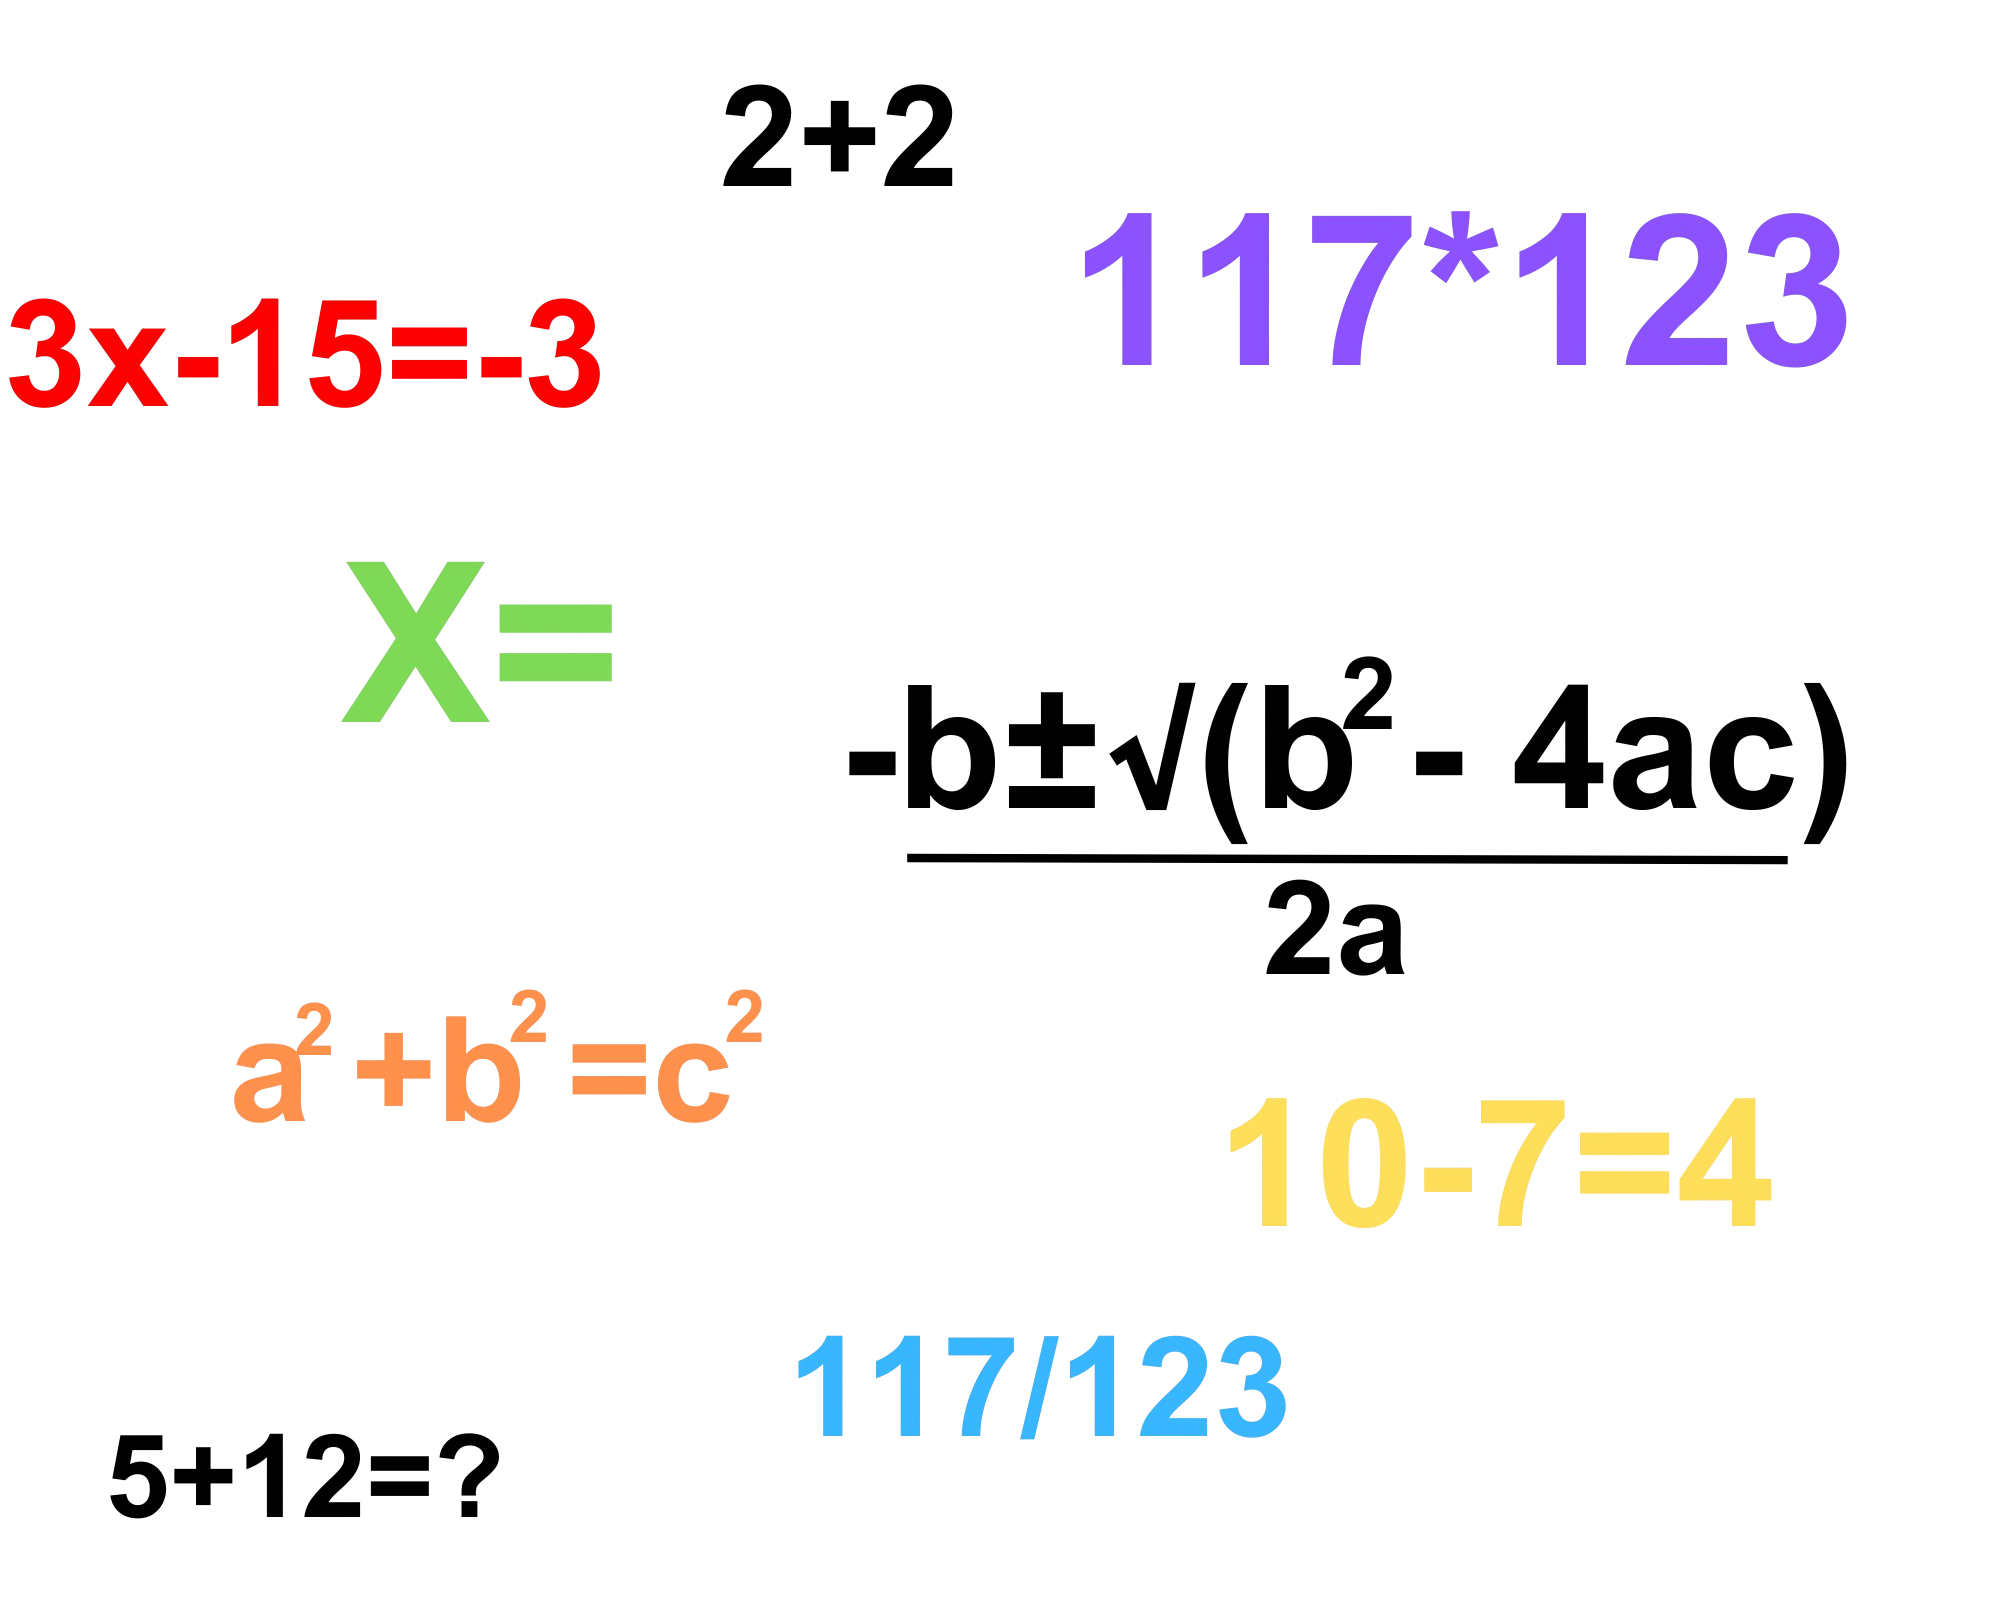 2+2
117*123
3x-15=-3
X=
-b±√(b² - 4ac)
2a
a²+b²=c²
10-7=4
117/123
5+12=?